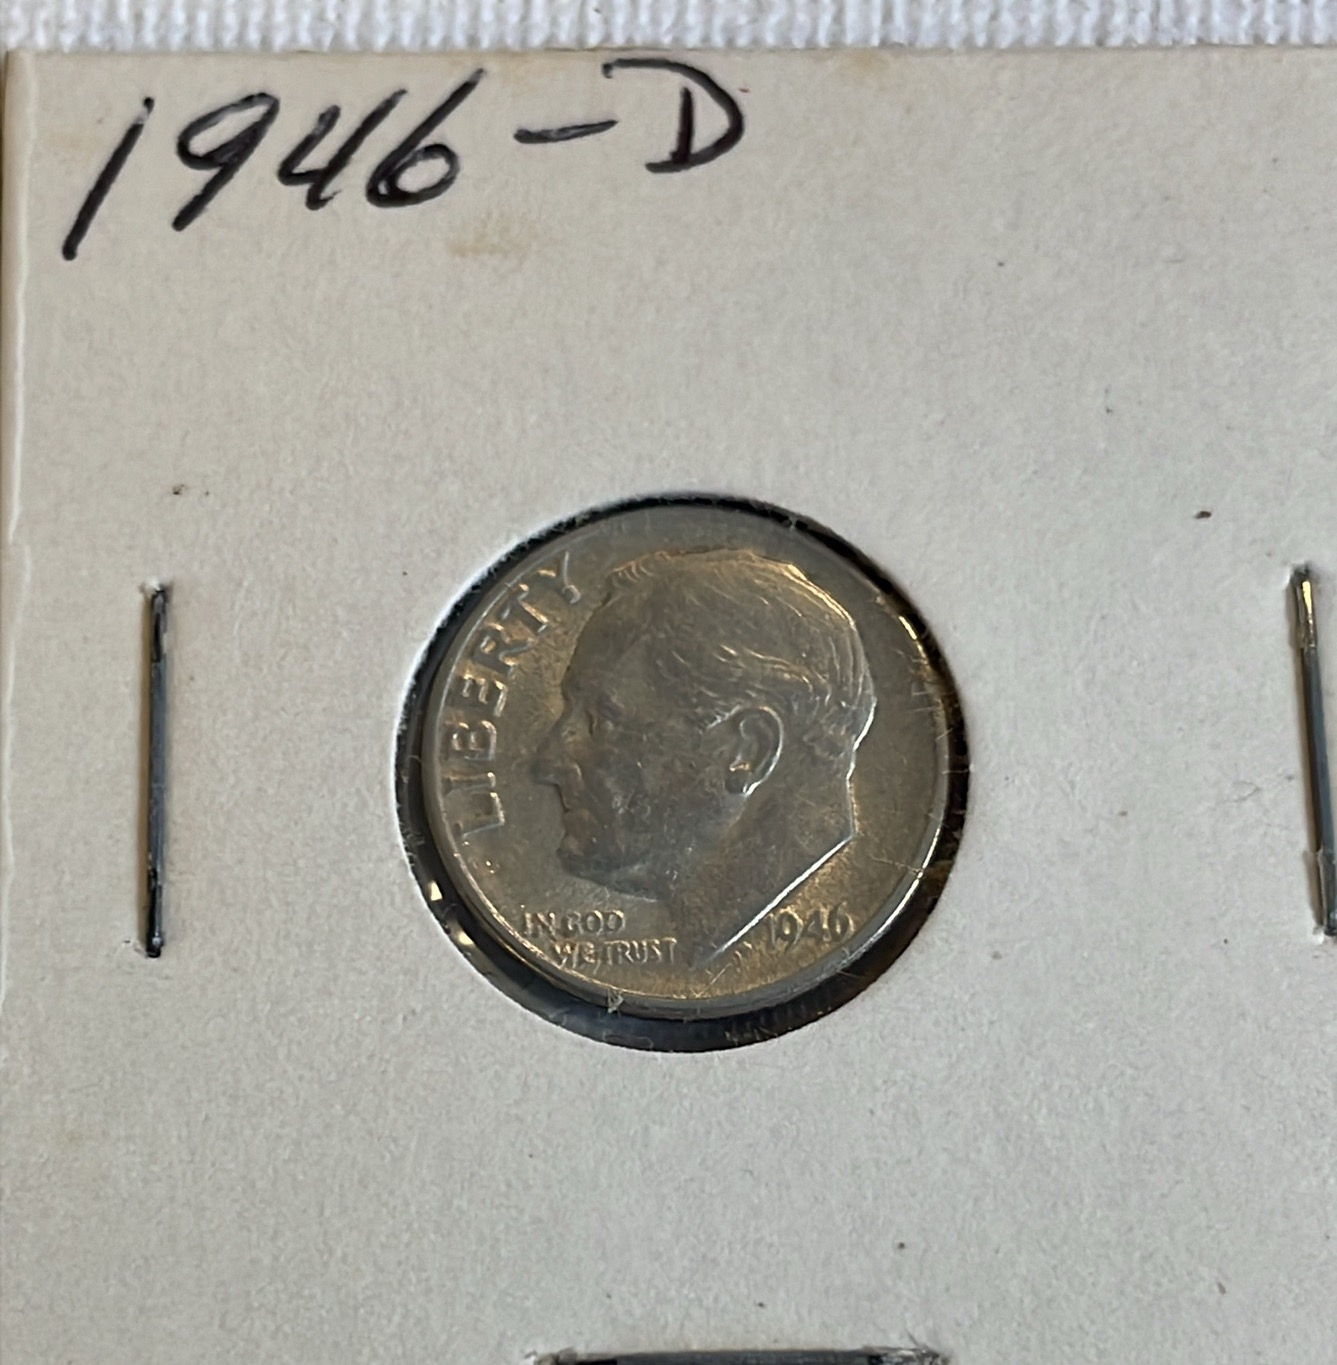 1946-D
LIBERTY
IN GOD
WE TRUST
1946